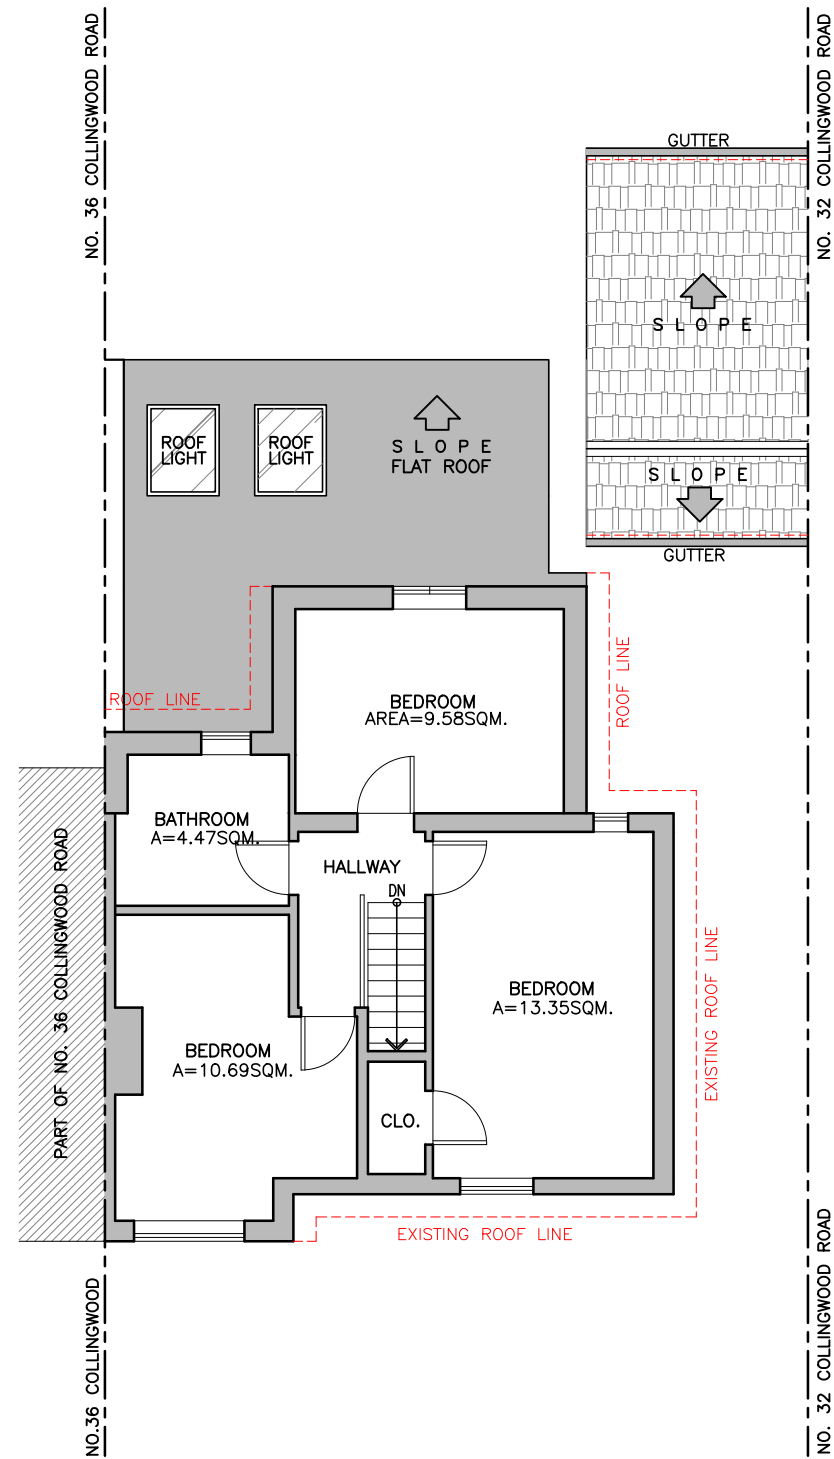 NO. 36 COLLINGWOOD ROAD
NO. 32 COLLINGWOOD ROAD
GUTTER
SLOPE
SLOPE
GUTTER
ROOF
LIGHT
ROOF
LIGHT
SLOPE
FLAT ROOF
ROOF LINE
ROOF LINE
BEDROOM
AREA=9.58SQM.
BATHROOM
A=4.47SQM.
HALLWAY
DN
BEDROOM
A=13.35SQM.
BEDROOM
A=10.69SQM.
CLO.
PART OF NO. 36 COLLINGWOOD ROAD
EXISTING ROOF LINE
EXISTING ROOF LINE
NO.36 COLLINGWOOD
NO. 32 COLLINGWOOD ROAD